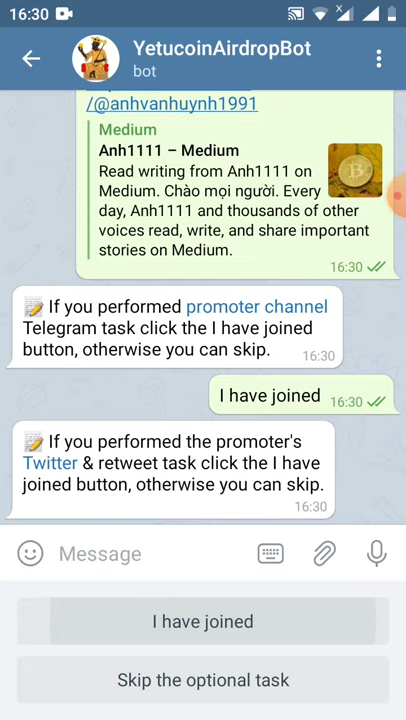 16:30
YetucoinAirdropBot
bot
/@anhvanhuynh1991
Medium
Anh1111 – Medium
Read writing from Anh1111 on
Medium. Chào mọi người. Every
day, Anh1111 and thousands of other
voices read, write, and share important
stories on Medium.
16:30
📝 If you performed promoter channel
Telegram task click the I have joined
button, otherwise you can skip.
16:30
I have joined
16:30
📝 If you performed the promoter's
Twitter & retweet task click the I have
joined button, otherwise you can skip.
16:30
Message
I have joined
Skip the optional task